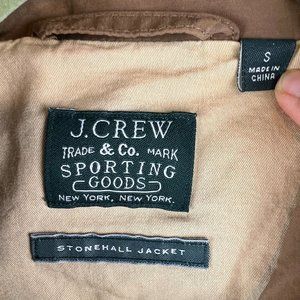 S
MADE IN
CHINA
J.CREW
TRADE & Co. MARK
SPORTING
GOODS
NEW YORK, NEW YORK.
STONEHALL JACKET